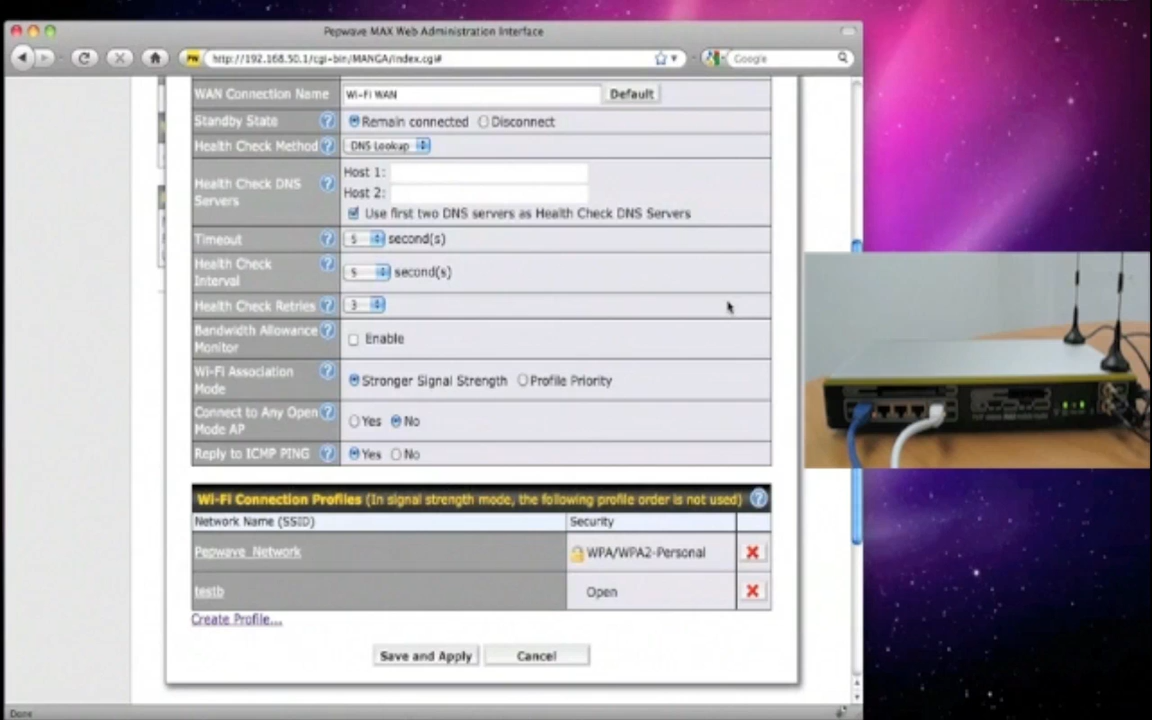 Pepwave MAX Web Administration Interface
http://192.168.50.1/cgi-bin/MANGA/index.cgi#
Google
WAN Connection Name Wi-Fi WAN Default
Standby State Remain connected Disconnect
Health Check Method DNS Lookup
Health Check DNS Servers
Host 1:
Host 2:
Use first two DNS servers as Health Check DNS Servers
Timeout 5 second(s)
Health Check Interval 5 second(s)
Health Check Retries 3
Bandwidth Allowance Monitor Enable
Wi-Fi Association Mode Stronger Signal Strength Profile Priority
Connect to Any Open Mode AP Yes No
Reply to ICMP PING Yes No
Wi-Fi Connection Profiles (In signal strength mode, the following profile order is not used)
Network Name (SSID) Security
Pepwave_Network WPA/WPA2-Personal
testb Open
Create Profile...
Save and Apply Cancel
Done